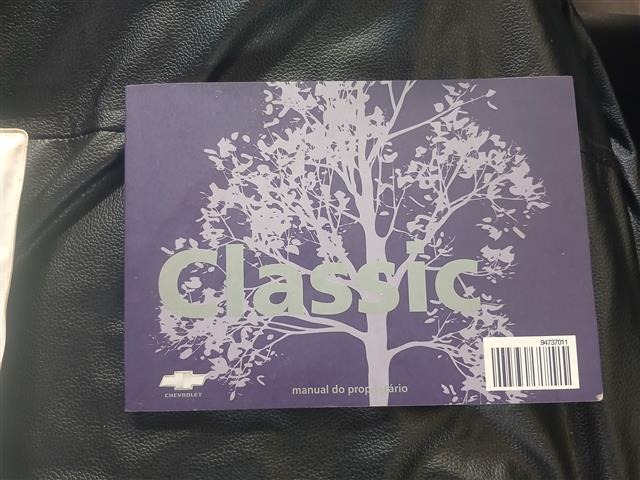 Classic
94737011
CHEVROLET
manual do proprietário